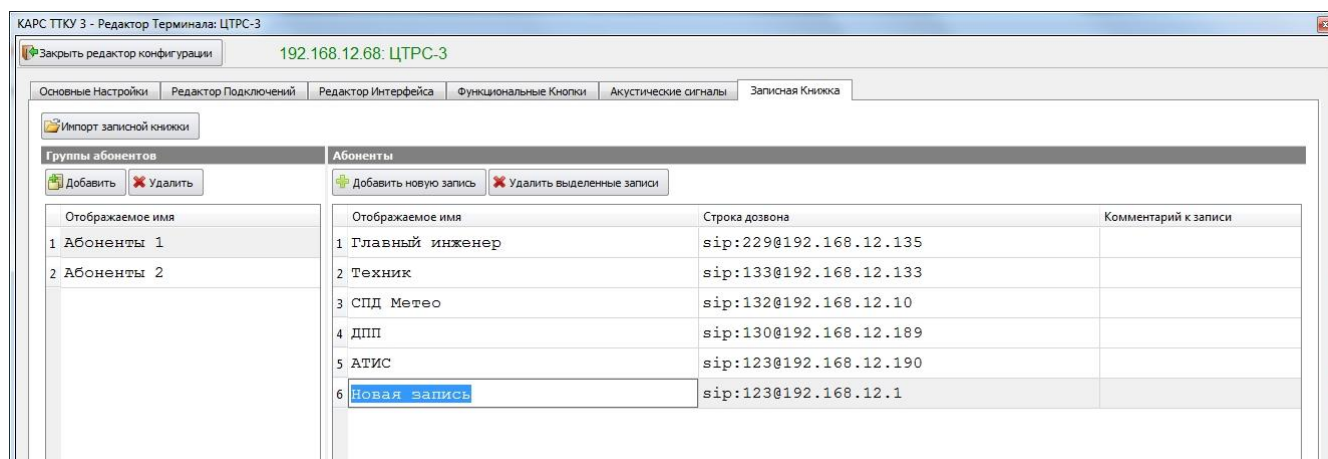 КАРС ТТКУ 3 - Редактор Терминала: ЦТРС-3
Закрыть редактор конфигурации 192.168.12.68: ЦТРС-3
Основные Настройки Редактор Подключений Редактор Интерфейса Функциональные Кнопки Акустические сигналы Записная Книжка
Импорт записной книжки
Группы абонентов Абоненты
Добавить Удалить Добавить новую запись Удалить выделенные записи
Отображаемое имя Отображаемое имя Строка дозвона Комментарий к записи
1 Абоненты 1 1 Главный инженер sip:229@192.168.12.135
2 Абоненты 2 2 Техник sip:133@192.168.12.133
3 СПД Метео sip:132@192.168.12.10
4 ДПП sip:130@192.168.12.189
5 АТИС sip:123@192.168.12.190
6 Новая запись sip:123@192.168.12.1